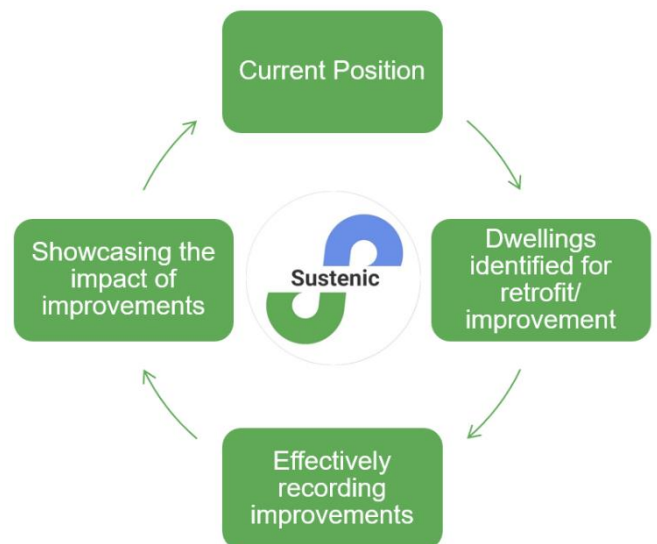 Current Position
Dwellings
identified for
retrofit/
improvement
Effectively
recording
improvements
Showcasing the
impact of
improvements
Sustenic